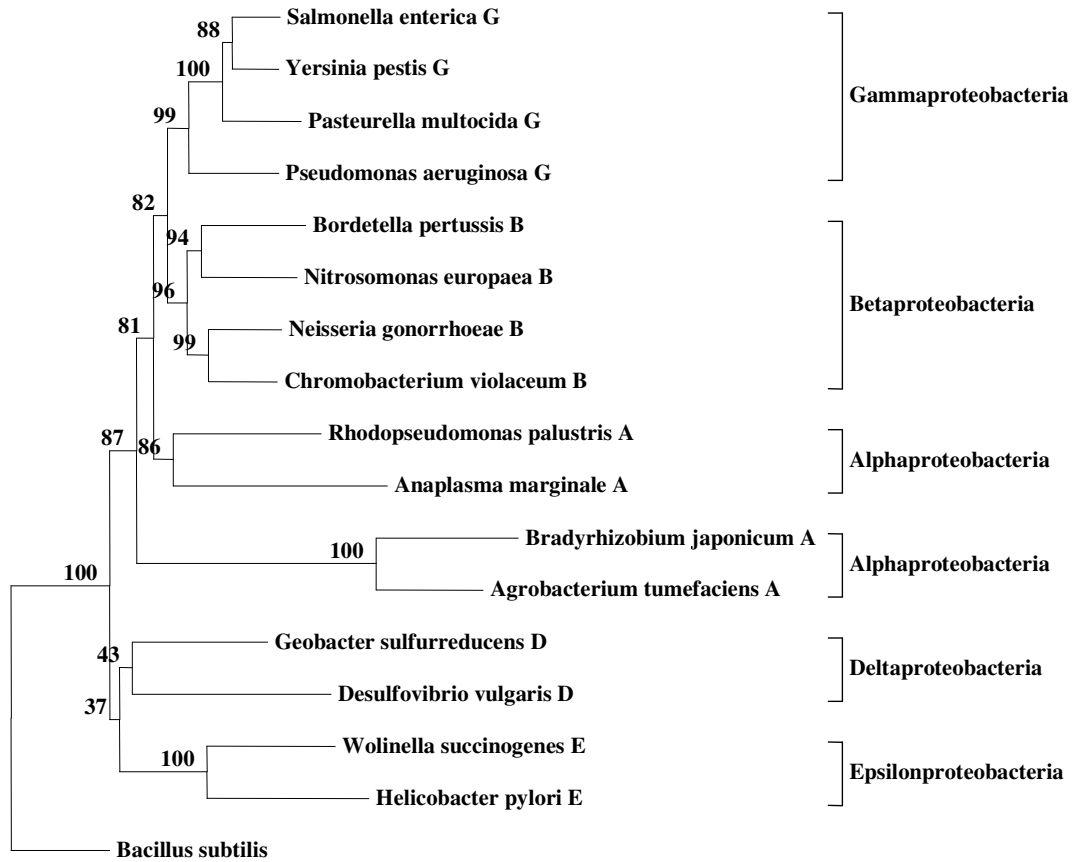 Salmonella enterica G
88
Yersinia pestis G
100
Gammaproteobacteria
Pasteurella multocida G
99
Pseudomonas aeruginosa G
82
Bordetella pertussis B
94
Nitrosomonas europaea B
96
Betaproteobacteria
81
Neisseria gonorrhoeae B
99
Chromobacterium violaceum B
87
86
Rhodopseudomonas palustris A
Alphaproteobacteria
Anaplasma marginale A
Bradyrhizobium japonicum A
100
Alphaproteobacteria
100
Agrobacterium tumefaciens A
Geobacter sulfurreducens D
43
Deltaproteobacteria
Desulfovibrio vulgaris D
37
Wolinella succinogenes E
100
Epsilonproteobacteria
Helicobacter pylori E
Bacillus subtilis